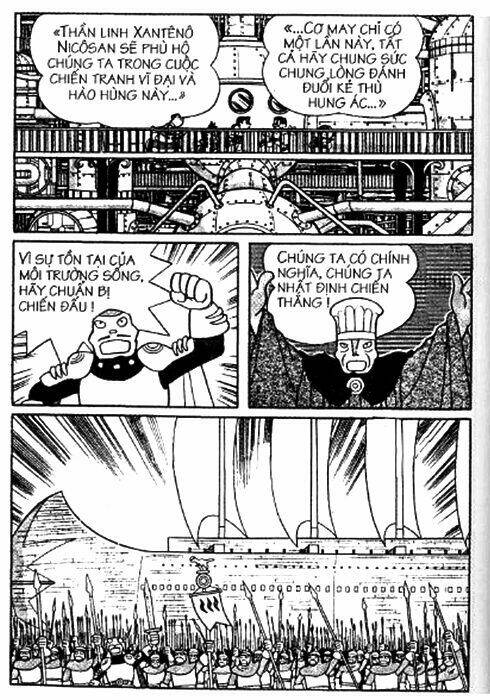 «THẦN LINH XANTÊNÔ
NICÔSAN SẼ PHÙ HỘ
CHÚNG TA TRONG CUỘC
CHIẾN TRANH VĨ ĐẠI VÀ
HÀO HÙNG NÀY...»
«...CƠ MAY CHỈ CÓ
MỘT LẦN NÀY, TẤT
CẢ HÃY CHUNG SỨC
CHUNG LÒNG ĐÁNH
ĐUỔI KẺ THÙ
HUNG ÁC...»
VÌ SỰ TỒN TẠI CỦA
MÔI TRƯỜNG SỐNG,
HÃY CHUẨN BỊ
CHIẾN ĐẤU !
CHÚNG TA CÓ CHÍNH
NGHĨA, CHÚNG TA
NHẤT ĐỊNH CHIẾN
THẮNG !